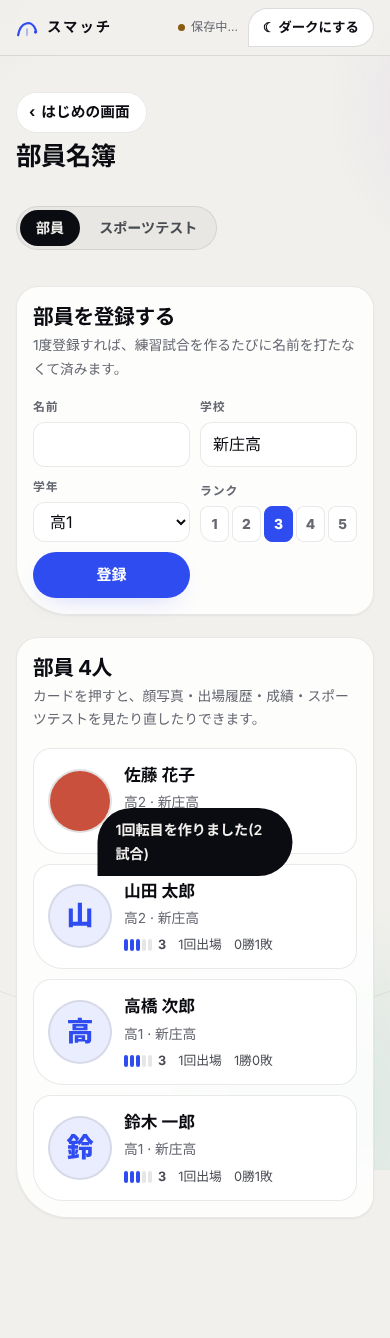 スマッチ
保存中...
☾ ダークにする
‹ はじめの画面
部員名簿
部員
スポーツテスト
部員を登録する
1度登録すれば、練習試合を作るたびに名前を打たな
くて済みます。
名前
学校
新庄高
学年
ランク
高1
1 2 3 4 5
登録
部員 4人
カードを押すと、顔写真・出場履歴・成績・スポー
ツテストを見たり直したりできます。
佐藤 花子
高2 · 新庄高
1回転目を作りました(2
試合)
山
山田 太郎
高2 · 新庄高
3 1回出場 0勝1敗
高
高橋 次郎
高1 · 新庄高
3 1回出場 1勝0敗
鈴
鈴木 一郎
高1 · 新庄高
3 1回出場 0勝1敗